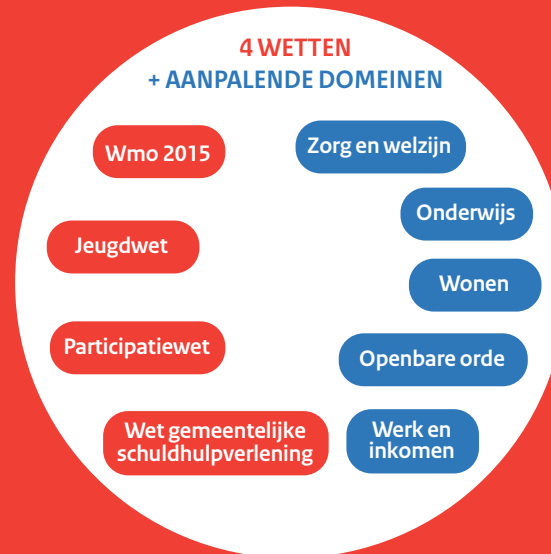 4 WETTEN
+ AANPALENDE DOMEINEN
Wmo 2015
Zorg en welzijn
Onderwijs
Jeugdwet
Wonen
Participatiewet
Openbare orde
Wet gemeentelijke
schuldhulpverlening
Werk en
inkomen